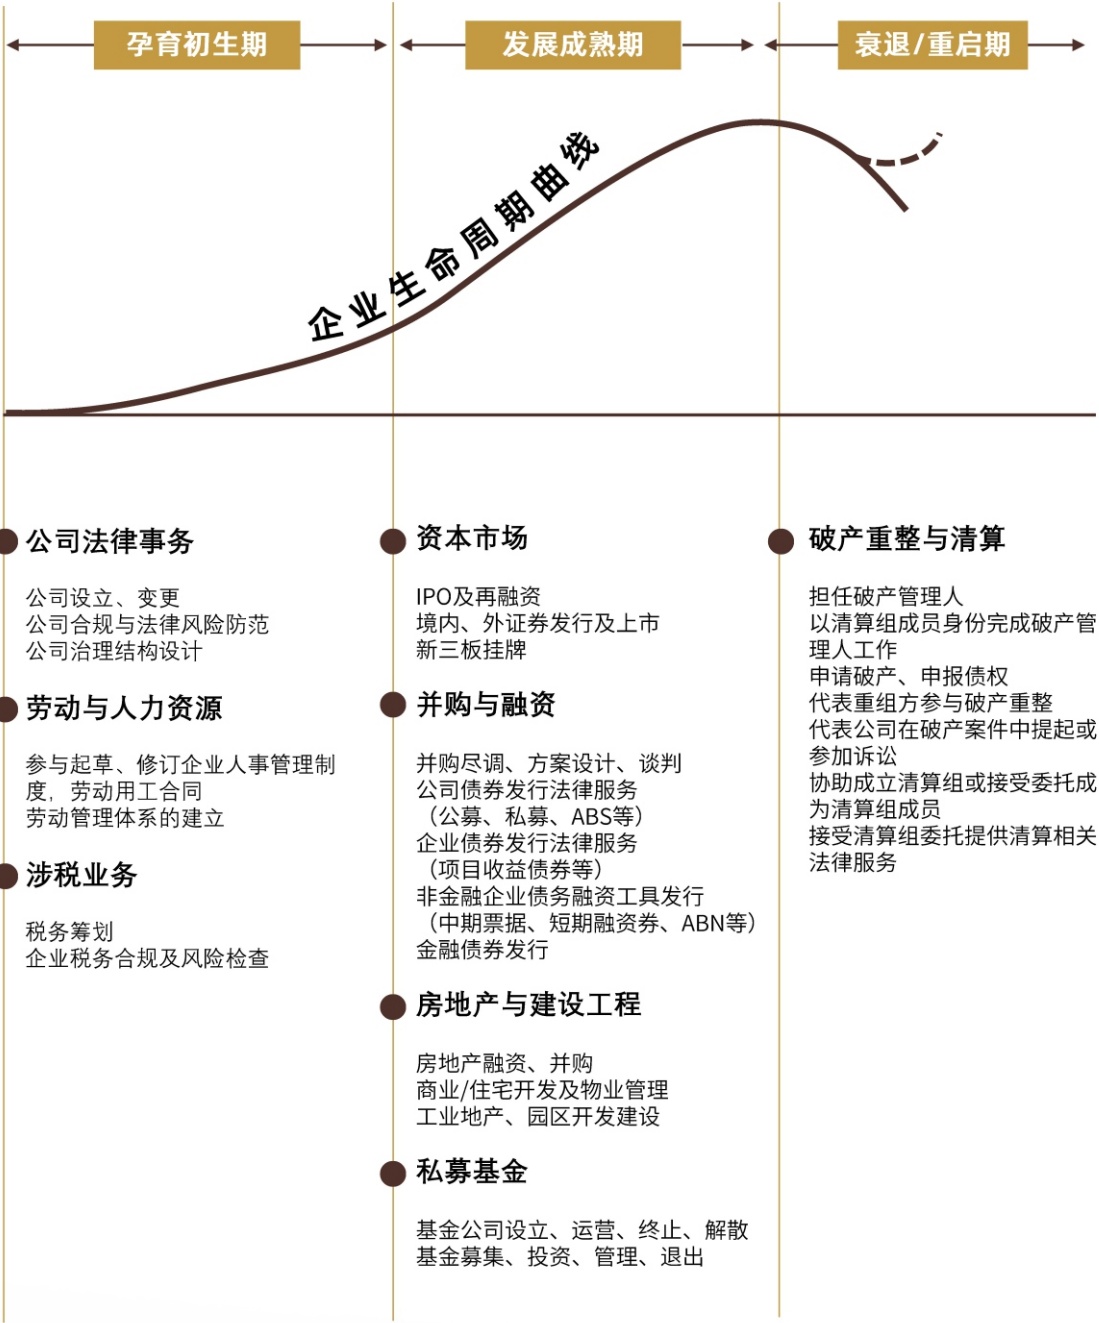 孕育初生期
发展成熟期
衰退/重启期
企业生命周期曲线
公司法律事务
公司设立、变更
公司合规与法律风险防范
公司治理结构设计
劳动与人力资源
参与起草、修订企业人事管理制
度，劳动用工合同
劳动管理体系的建立
涉税业务
税务筹划
企业税务合规及风险检查
资本市场
IPO及再融资
境内、外证券发行及上市
新三板挂牌
并购与融资
并购尽调、方案设计、谈判
公司债券发行法律服务
（公募、私募、ABS等）
企业债券发行法律服务
（项目收益债券等）
非金融企业债务融资工具发行
（中期票据、短期融资券、ABN等）
金融债券发行
房地产与建设工程
房地产融资、并购
商业/住宅开发及物业管理
工业地产、园区开发建设
私募基金
基金公司设立、运营、终止、解散
基金募集、投资、管理、退出
破产重整与清算
担任破产管理人
以清算组成员身份完成破产管
理人工作
申请破产、申报债权
代表重组方参与破产重整
代表公司在破产案件中提起或
参加诉讼
协助成立清算组或接受委托成
为清算组成员
接受清算组委托提供清算相关
法律服务